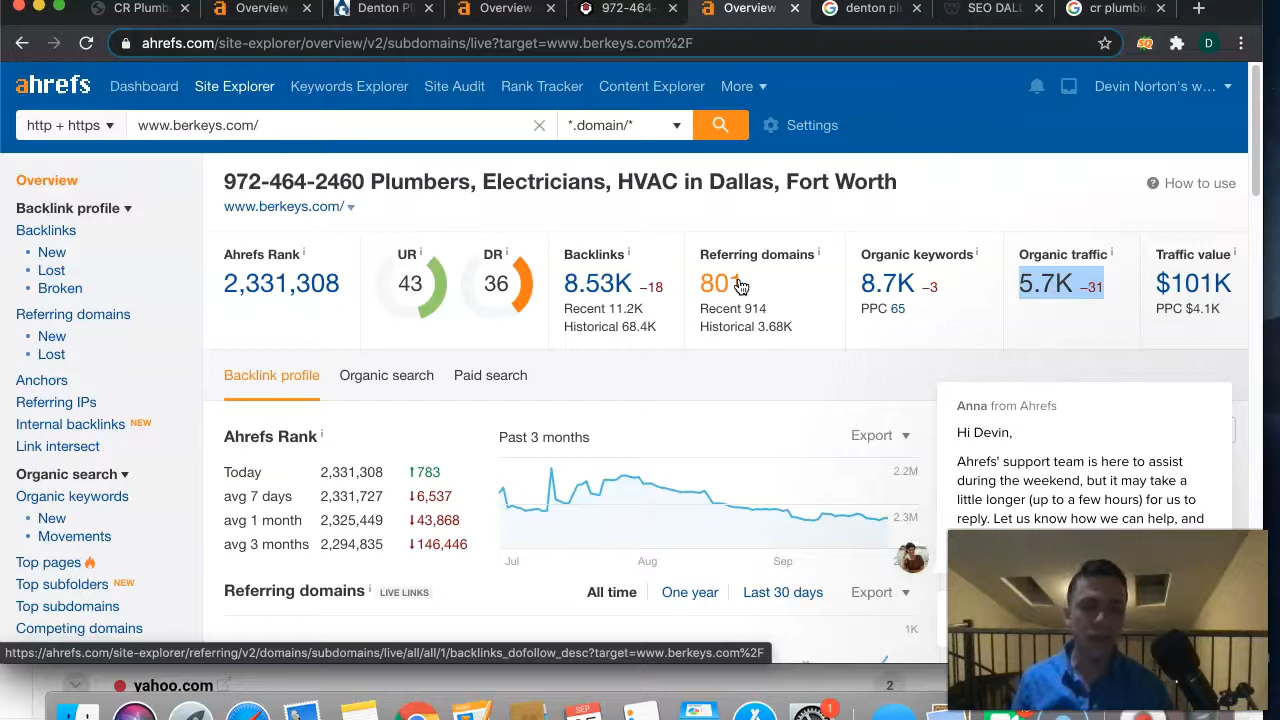 CR Plumb
Overview
Denton P
Overview
972-464-
Overview
denton plu
SEO DALL
cr plumbi
ahrefs.com/site-explorer/overview/v2/subdomains/live?target=www.berkeys.com%2F
SQ
D
ahrefs
Dashboard
Site Explorer
Keywords Explorer
Site Audit
Rank Tracker
Content Explorer
More
Devin Norton's w...
http + https
www.berkeys.com/
*.domain/*
Settings
Overview
Backlink profile
Backlinks
New
Lost
Broken
Referring domains
New
Lost
Anchors
Referring IPs
Internal backlinks NEW
Link intersect
Organic search
Organic keywords
New
Movements
Top pages
Top subfolders NEW
Top subdomains
Competing domains
972-464-2460 Plumbers, Electricians, HVAC in Dallas, Fort Worth
How to use
www.berkeys.com/
Ahrefs Rank
2,331,308
UR
43
DR
36
Backlinks
8.53K -18
Recent 11.2K
Historical 68.4K
Referring domains
801
Recent 914
Historical 3.68K
Organic keywords
8.7K -3
PPC 65
Organic traffic
5.7K -31
Traffic value
$101K
PPC $4.1K
Backlink profile
Organic search
Paid search
Ahrefs Rank
Today 2,331,308 ↑783
avg 7 days 2,331,727 ↓6,537
avg 1 month 2,325,449 ↓43,868
avg 3 months 2,294,835 ↓146,446
Past 3 months
Export
2.2M
2.3M
Jul
Aug
Sep
Referring domains LIVE LINKS
All time
One year
Last 30 days
Export
1K
Anna from Ahrefs
Hi Devin,
Ahrefs' support team is here to assist
during the weekend, but it may take a
little longer (up to a few hours) for us to
reply. Let us know how we can help, and
https://ahrefs.com/site-explorer/referring/v2/domains/subdomains/live/all/all/1/backlinks_dofollow_desc?target=www.berkeys.com%2F
yahoo.com
2
SEP
1